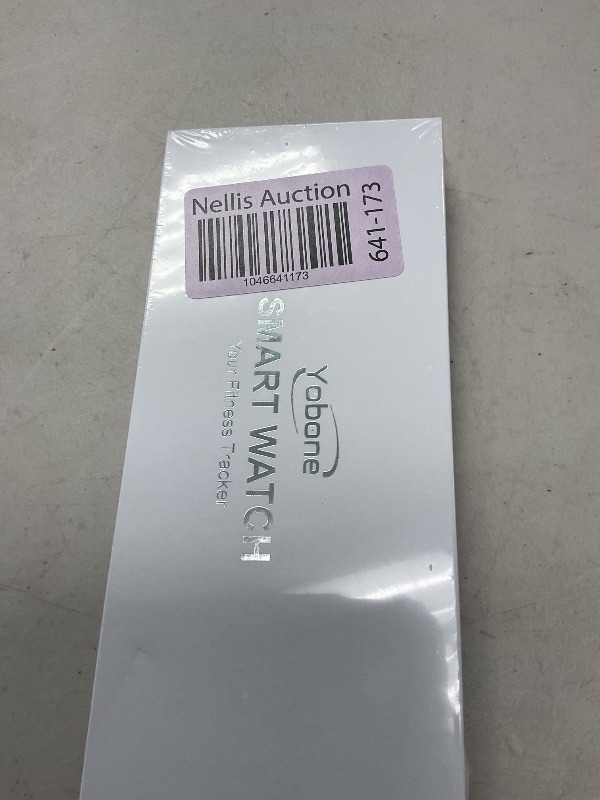 Nellis Auction
641-173
1046641173
Yobone
SMART WATCH
Your Fitness Tracker